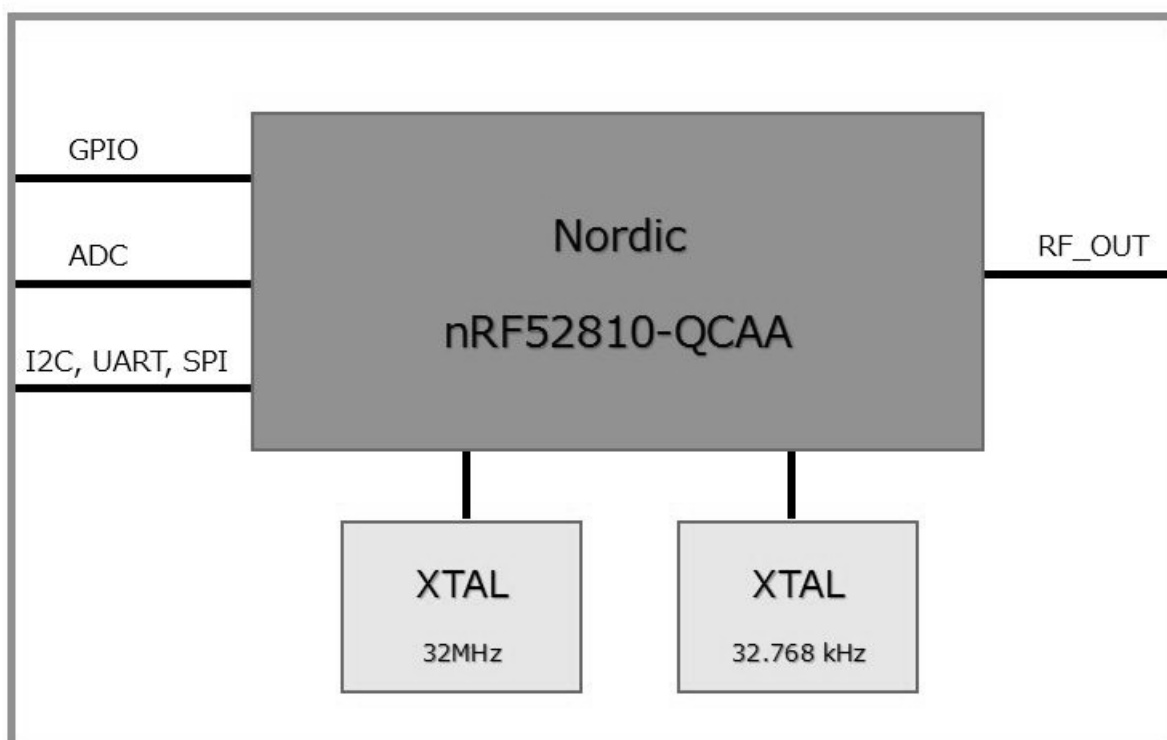 GPIO
ADC
I2C, UART, SPI
Nordic
nRF52810-QCAA
RF_OUT
XTAL
32MHz
XTAL
32.768 kHz